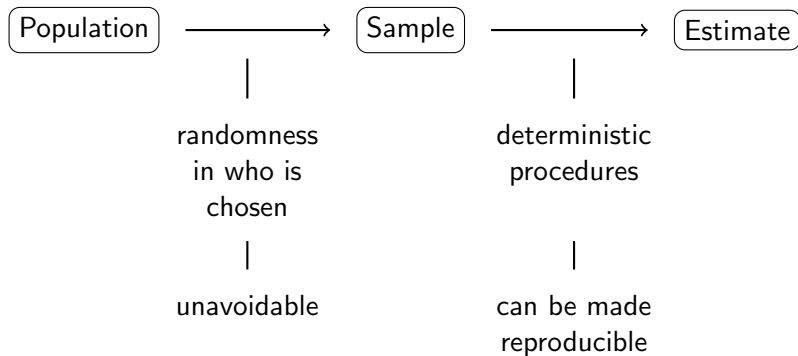 Population
Sample
Estimate
randomness
in who is
chosen
deterministic
procedures
unavoidable
can be made
reproducible